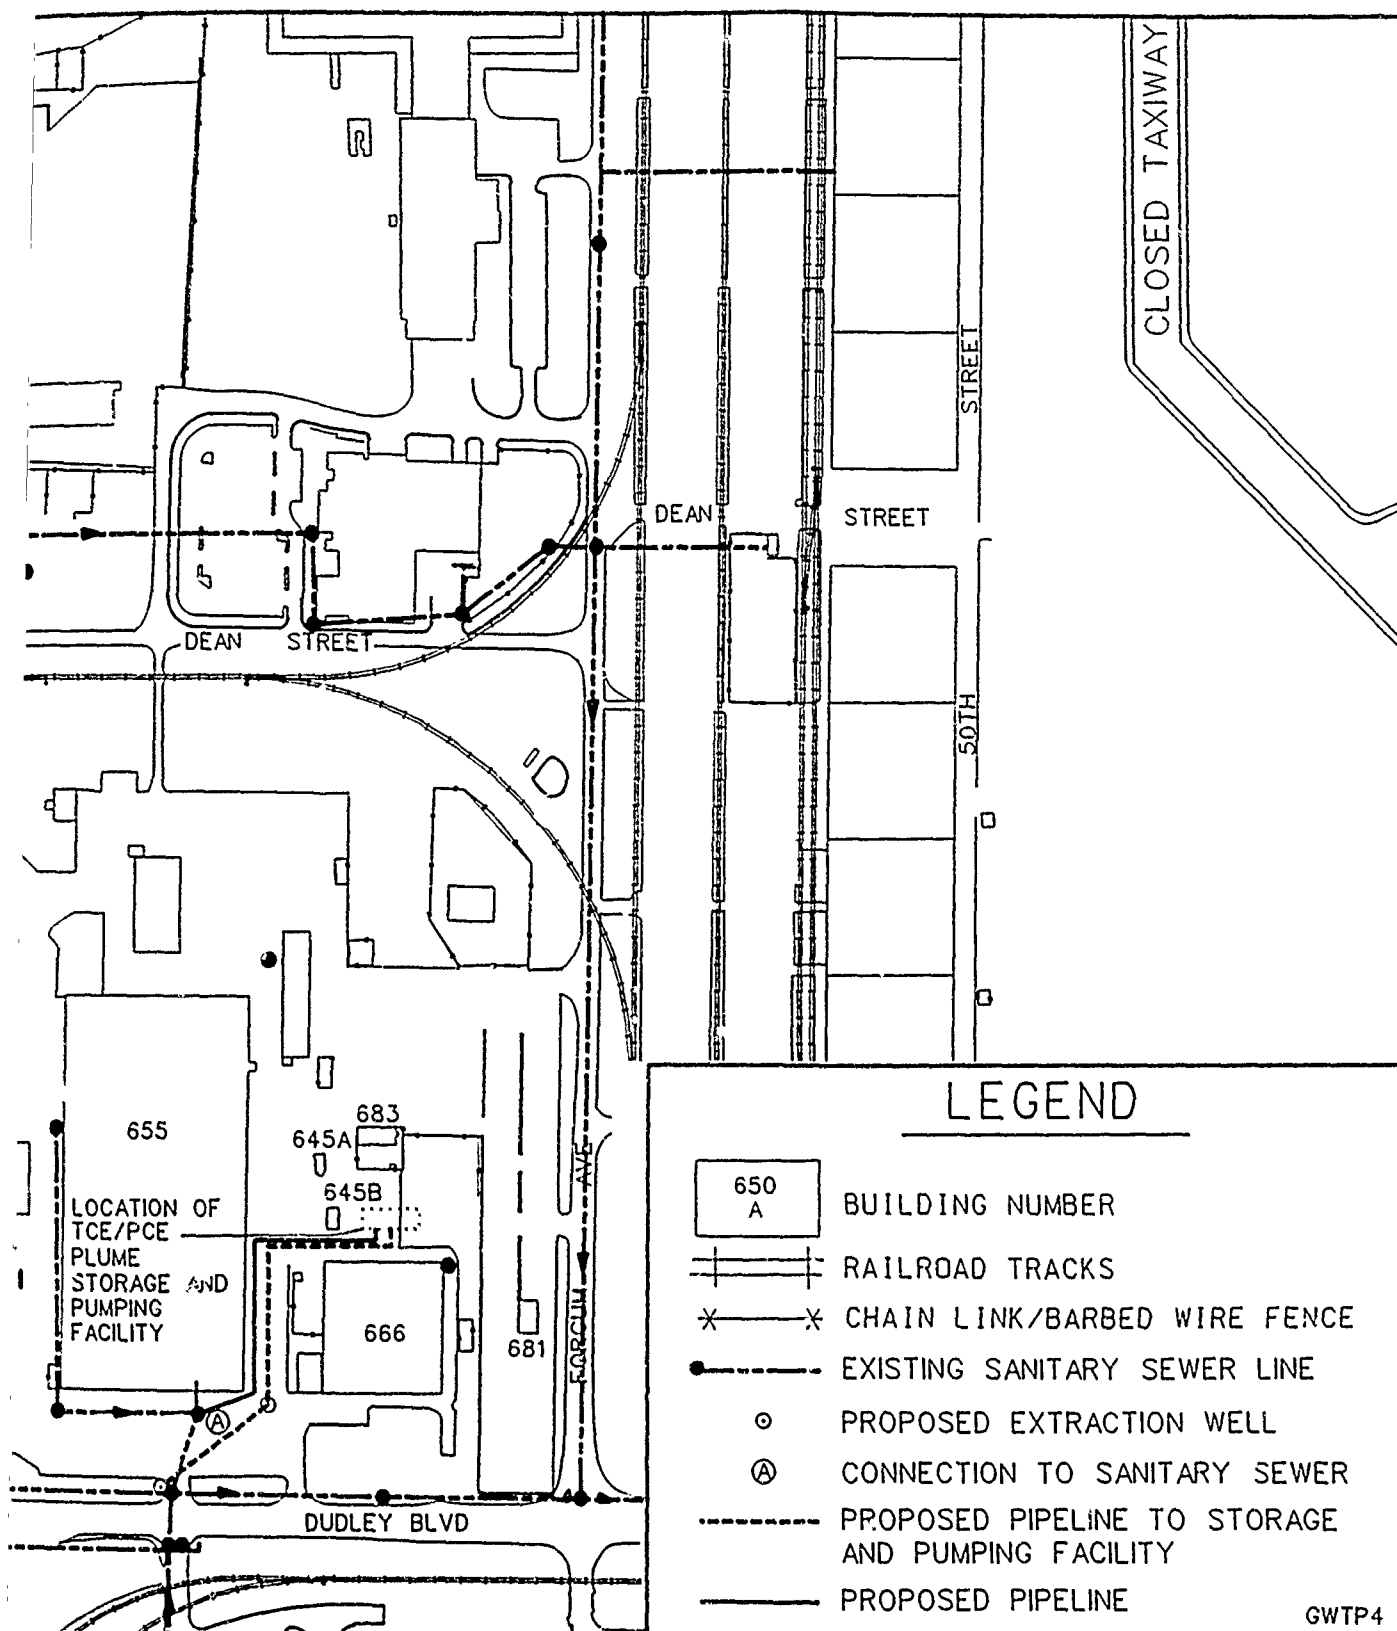 CLOSED TAXIWAY
STREET
DEAN
STREET
DEAN
STREET
50TH
683
645A
655
645B
LOCATION OF
TCE/PCE
PLUME
STORAGE AND
PUMPING
FACILITY
666
681
FORCUM AVE
A
DUDLEY BLVD
LEGEND
650
A
BUILDING NUMBER
RAILROAD TRACKS
CHAIN LINK/BARBED WIRE FENCE
EXISTING SANITARY SEWER LINE
PROPOSED EXTRACTION WELL
A
CONNECTION TO SANITARY SEWER
PROPOSED PIPELINE TO STORAGE
AND PUMPING FACILITY
PROPOSED PIPELINE
GWTP4